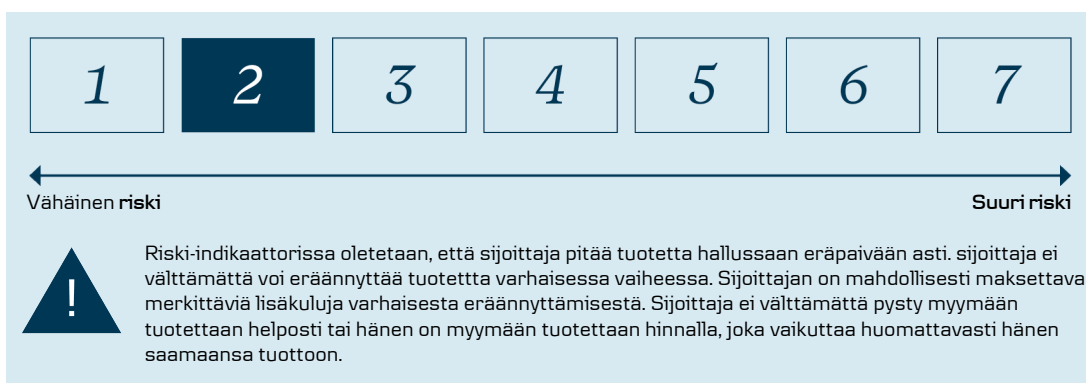 1 2 3 4 5 6 7
Vähäinen riski Suuri riski
! Riski-indikaattorissa oletetaan, että sijoittaja pitää tuotetta hallussaan eräpaivään asti. sijoittaja ei
välttämättä voi eräännyttää tuotettta varhaisessa vaiheessa. Sijoittajan on mahdollisesti maksettava
merkittäviä lisäkuluja varhaisesta eräännyttämisestä. Sijoittaja ei välttämättä pysty myymään
tuotettaan helposti tai hänen on myymään tuotettaan hinnalla, joka vaikuttaa huomattavasti hänen
saamaansa tuottoon.